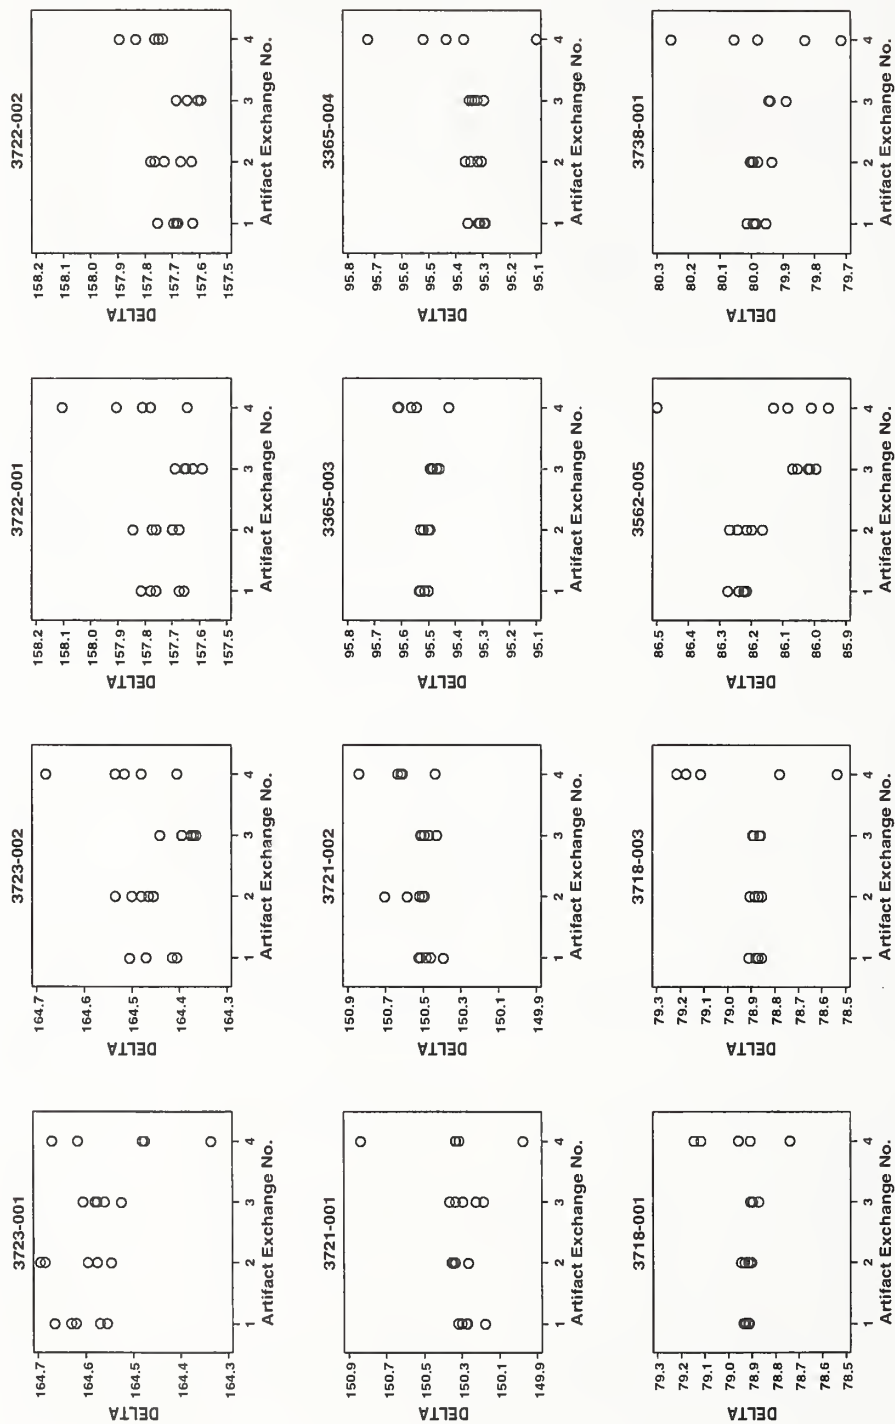 3723-001
DELTA
164.7
164.6
164.5
164.4
164.3
1 2 3 4
Artifact Exchange No.
3723-002
DELTA
164.7
164.6
164.5
164.4
164.3
1 2 3 4
Artifact Exchange No.
3722-001
DELTA
158.2
158.1
158.0
157.9
157.8
157.7
157.6
157.5
1 2 3 4
Artifact Exchange No.
3722-002
DELTA
158.2
158.1
158.0
157.9
157.8
157.7
157.6
157.5
1 2 3 4
Artifact Exchange No.
3721-001
DELTA
150.9
150.7
150.5
150.3
150.1
149.9
1 2 3 4
Artifact Exchange No.
3721-002
DELTA
150.9
150.7
150.5
150.3
150.1
149.9
1 2 3 4
Artifact Exchange No.
3365-003
DELTA
95.8
95.7
95.6
95.5
95.4
95.3
95.2
95.1
1 2 3 4
Artifact Exchange No.
3365-004
DELTA
95.8
95.7
95.6
95.5
95.4
95.3
95.2
95.1
1 2 3 4
Artifact Exchange No.
3718-001
DELTA
79.3
79.2
79.1
79.0
78.9
78.8
78.7
78.6
78.5
1 2 3 4
Artifact Exchange No.
3718-003
DELTA
79.3
79.2
79.1
79.0
78.9
78.8
78.7
78.6
78.5
1 2 3 4
Artifact Exchange No.
3562-005
DELTA
86.5
86.4
86.3
86.2
86.1
86.0
85.9
1 2 3 4
Artifact Exchange No.
3738-001
DELTA
80.3
80.2
80.1
80.0
79.9
79.8
79.7
1 2 3 4
Artifact Exchange No.